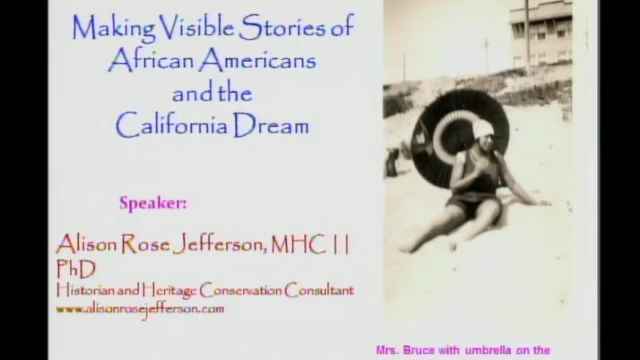 Making Visible Stories of
African Americans
and the
California Dream
Speaker:
Alison Rose Jefferson, MHC | |
PhD
Historian and Heritage Conservation Consultant
www.alisonrosejefferson.com
Mrs. Bruce with umbrella on the